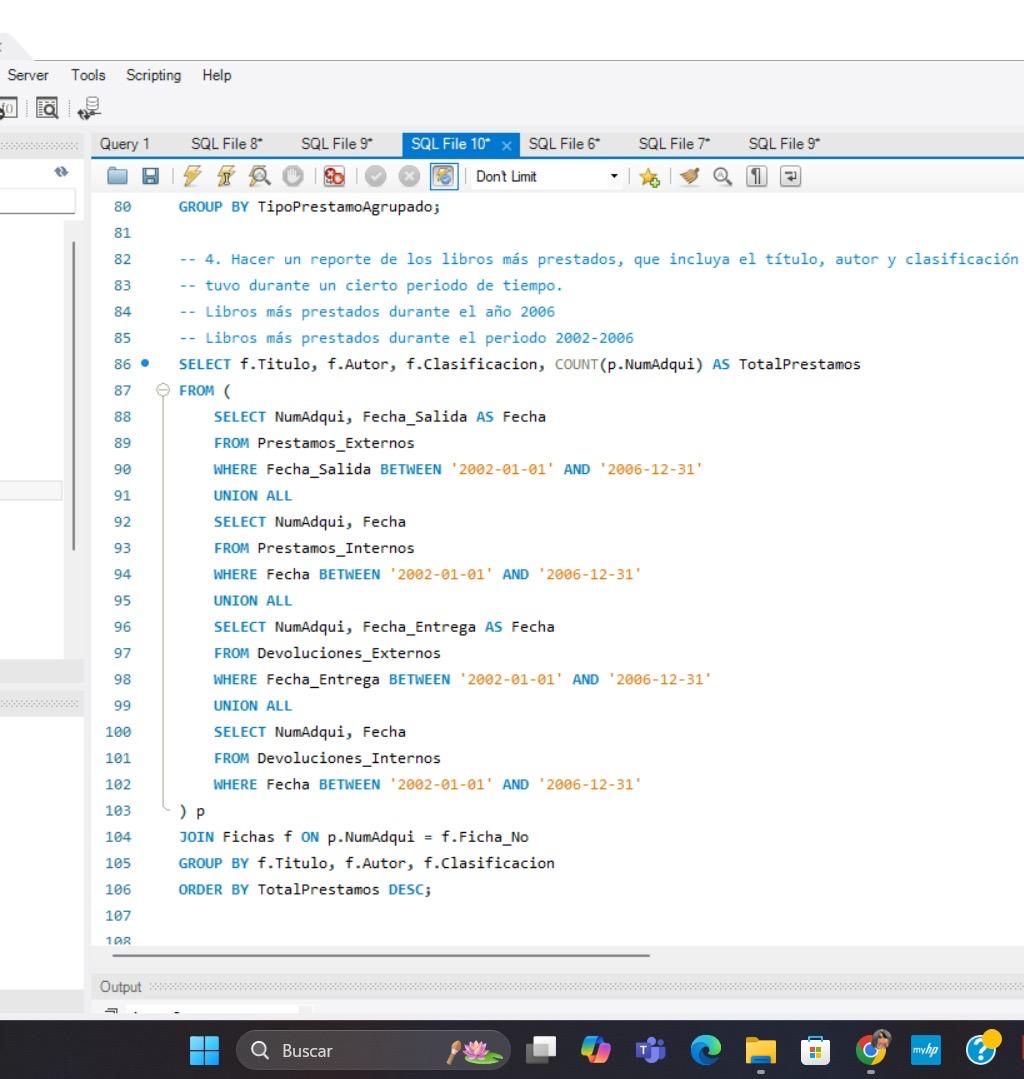 Server Tools Scripting Help
Query 1 SQL File 8* SQL File 9* SQL File 10* SQL File 6* SQL File 7* SQL File 9*
Don't Limit
80 GROUP BY TipoPrestamoAgrupado;
81
82 -- 4. Hacer un reporte de los libros más prestados, que incluya el título, autor y clasificación
83 -- tuvo durante un cierto periodo de tiempo.
84 -- Libros más prestados durante el año 2006
85 -- Libros más prestados durante el periodo 2002-2006
86 SELECT f.Titulo, f.Autor, f.Clasificacion, COUNT(p.NumAdqui) AS TotalPrestamos
87 FROM (
88 SELECT NumAdqui, Fecha_Salida AS Fecha
89 FROM Prestamos_Externos
90 WHERE Fecha_Salida BETWEEN '2002-01-01' AND '2006-12-31'
91 UNION ALL
92 SELECT NumAdqui, Fecha
93 FROM Prestamos_Internos
94 WHERE Fecha BETWEEN '2002-01-01' AND '2006-12-31'
95 UNION ALL
96 SELECT NumAdqui, Fecha_Entrega AS Fecha
97 FROM Devoluciones_Externos
98 WHERE Fecha_Entrega BETWEEN '2002-01-01' AND '2006-12-31'
99 UNION ALL
100 SELECT NumAdqui, Fecha
101 FROM Devoluciones_Internos
102 WHERE Fecha BETWEEN '2002-01-01' AND '2006-12-31'
103 ) p
104 JOIN Fichas f ON p.NumAdqui = f.Ficha_No
105 GROUP BY f.Titulo, f.Autor, f.Clasificacion
106 ORDER BY TotalPrestamos DESC;
107
108
Output
Buscar
myhp